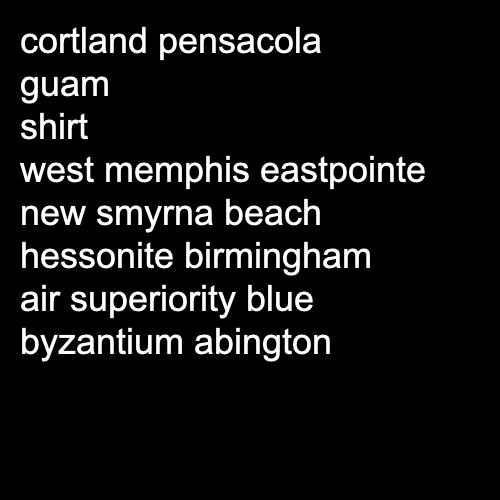 cortland pensacola
guam
shirt
west memphis eastpointe
new smyrna beach
hessonite birmingham
air superiority blue
byzantium abington